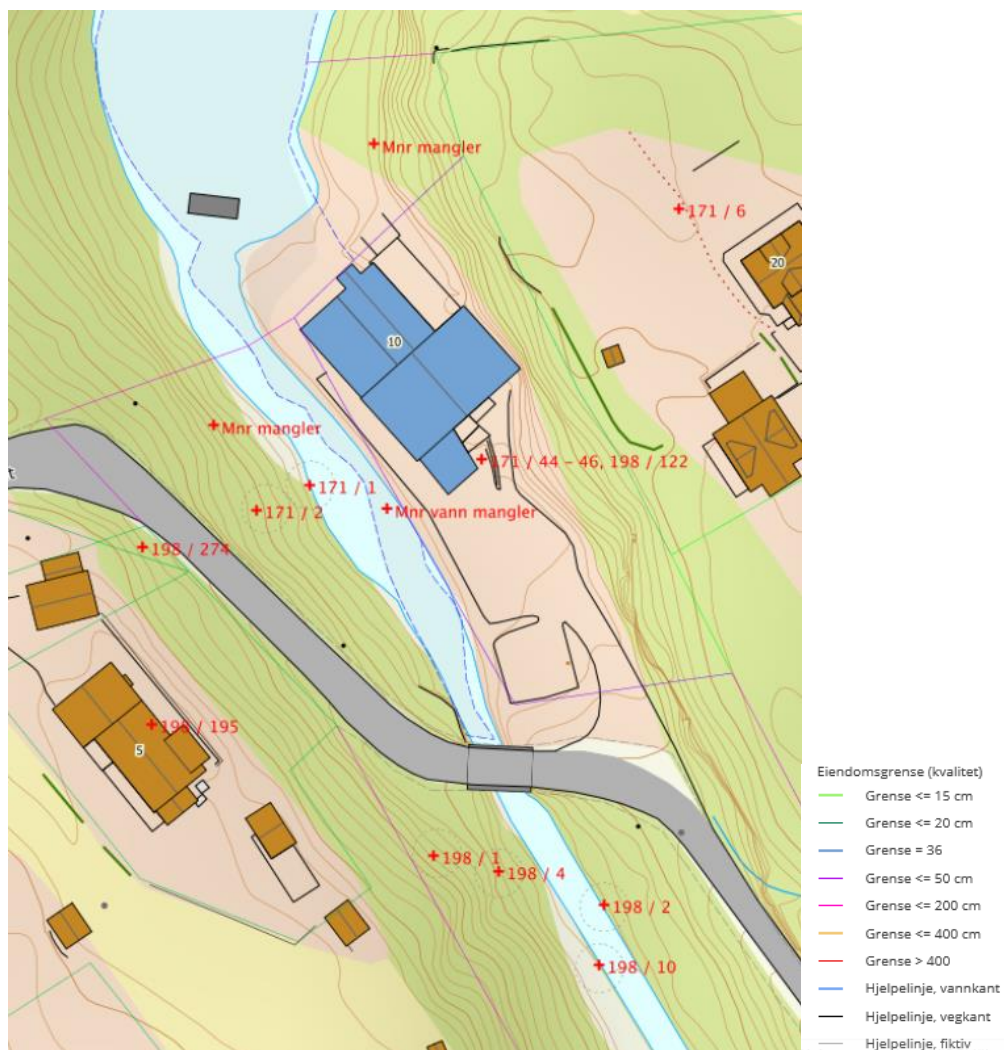 Mnr mangler
171 / 6
20
10
Mnr mangler
171 / 44 – 46, 198 / 122
171 / 1
171 / 2
Mnr vann mangler
t
198 / 274
198 / 195
5
198 / 1
198 / 4
198 / 2
198 / 10
Eiendomsgrense (kvalitet)
Grense <= 15 cm
Grense <= 20 cm
Grense = 36
Grense <= 50 cm
Grense <= 200 cm
Grense <= 400 cm
Grense > 400
Hjelpelinje, vannkant
Hjelpelinje, vegkant
Hjelpelinje, fiktiv